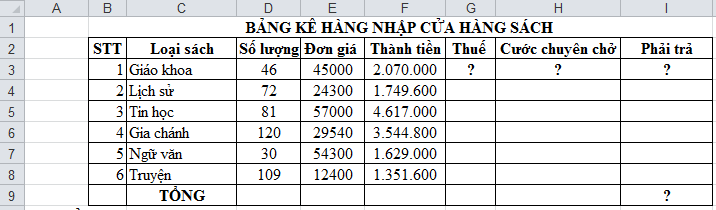 A B C D E F G H I
1 BẢNG KÊ HÀNG NHẬP CỬA HÀNG SÁCH
2 STT Loại sách Số lượng Đơn giá Thành tiền Thuế Cước chuyên chở Phải trả
3 1 Giáo khoa 46 45000 2.070.000 ? ? ?
4 2 Lịch sử 72 24300 1.749.600
5 3 Tin học 81 57000 4.617.000
6 4 Gia chánh 120 29540 3.544.800
7 5 Ngữ văn 30 54300 1.629.000
8 6 Truyện 109 12400 1.351.600
9 TỔNG ?